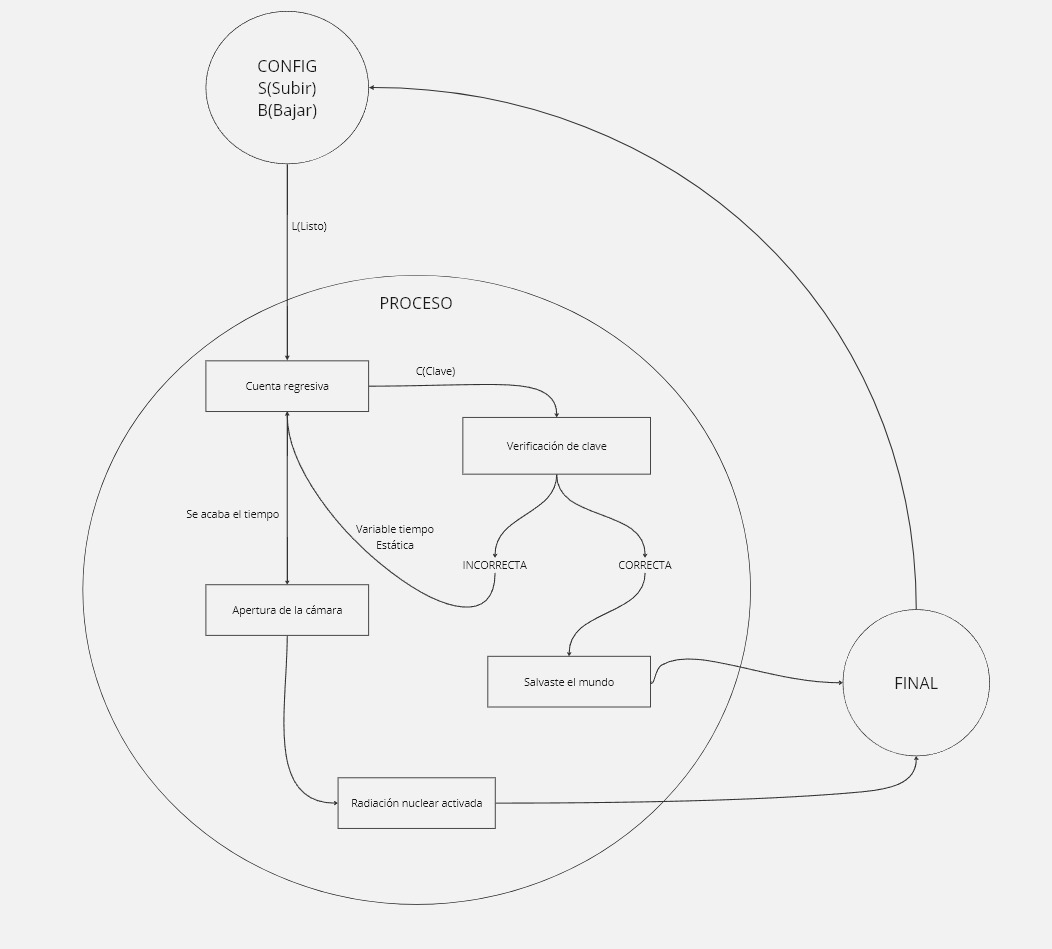 CONFIG
S(Subir)
B(Bajar)
L(Listo)
PROCESO
Cuenta regresiva
C(Clave)
Verificación de clave
Se acaba el tiempo
Variable tiempo
Estática
INCORRECTA
CORRECTA
Apertura de la cámara
Salvaste el mundo
FINAL
Radiación nuclear activada